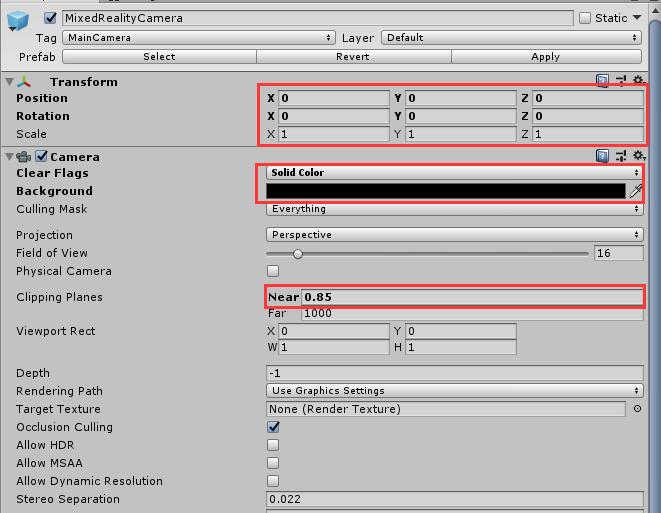 MixedRealityCamera Static
Tag MainCamera Layer Default
Prefab Select Revert Apply
Transform
Position X 0 Y 0 Z 0
Rotation X 0 Y 0 Z 0
Scale X 1 Y 1 Z 1
Camera
Clear Flags Solid Color
Background
Culling Mask Everything
Projection Perspective
Field of View 16
Physical Camera
Clipping Planes Near 0.85
Far 1000
Viewport Rect X 0 Y 0
W 1 H 1
Depth -1
Rendering Path Use Graphics Settings
Target Texture None (Render Texture)
Occlusion Culling
Allow HDR
Allow MSAA
Allow Dynamic Resolution
Stereo Separation 0.022